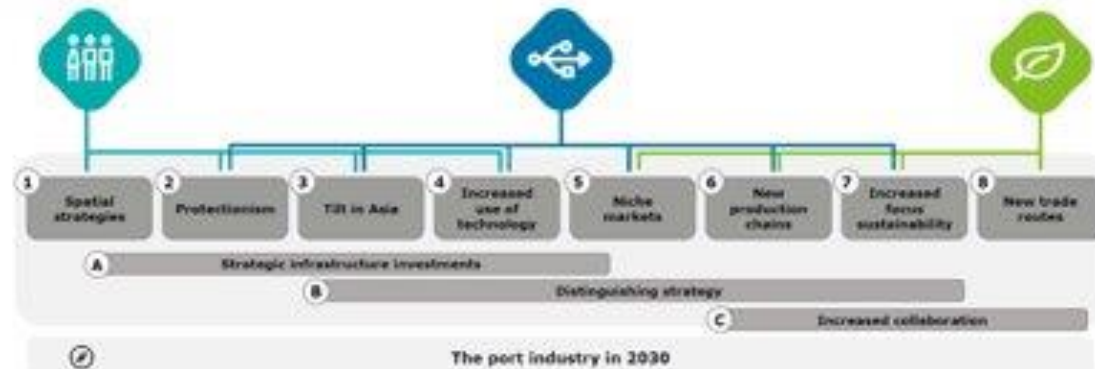 1
Spatial
strategies
2
Protectionism
3
Tilt in Asia
4
Increased
use of
technology
5
Niche
markets
6
New
production
chains
7
Increased
focus
sustainability
8
New trade
routes
A
Strategic infrastructure investments
B
Distinguishing strategy
C
Increased collaboration
The port industry in 2030